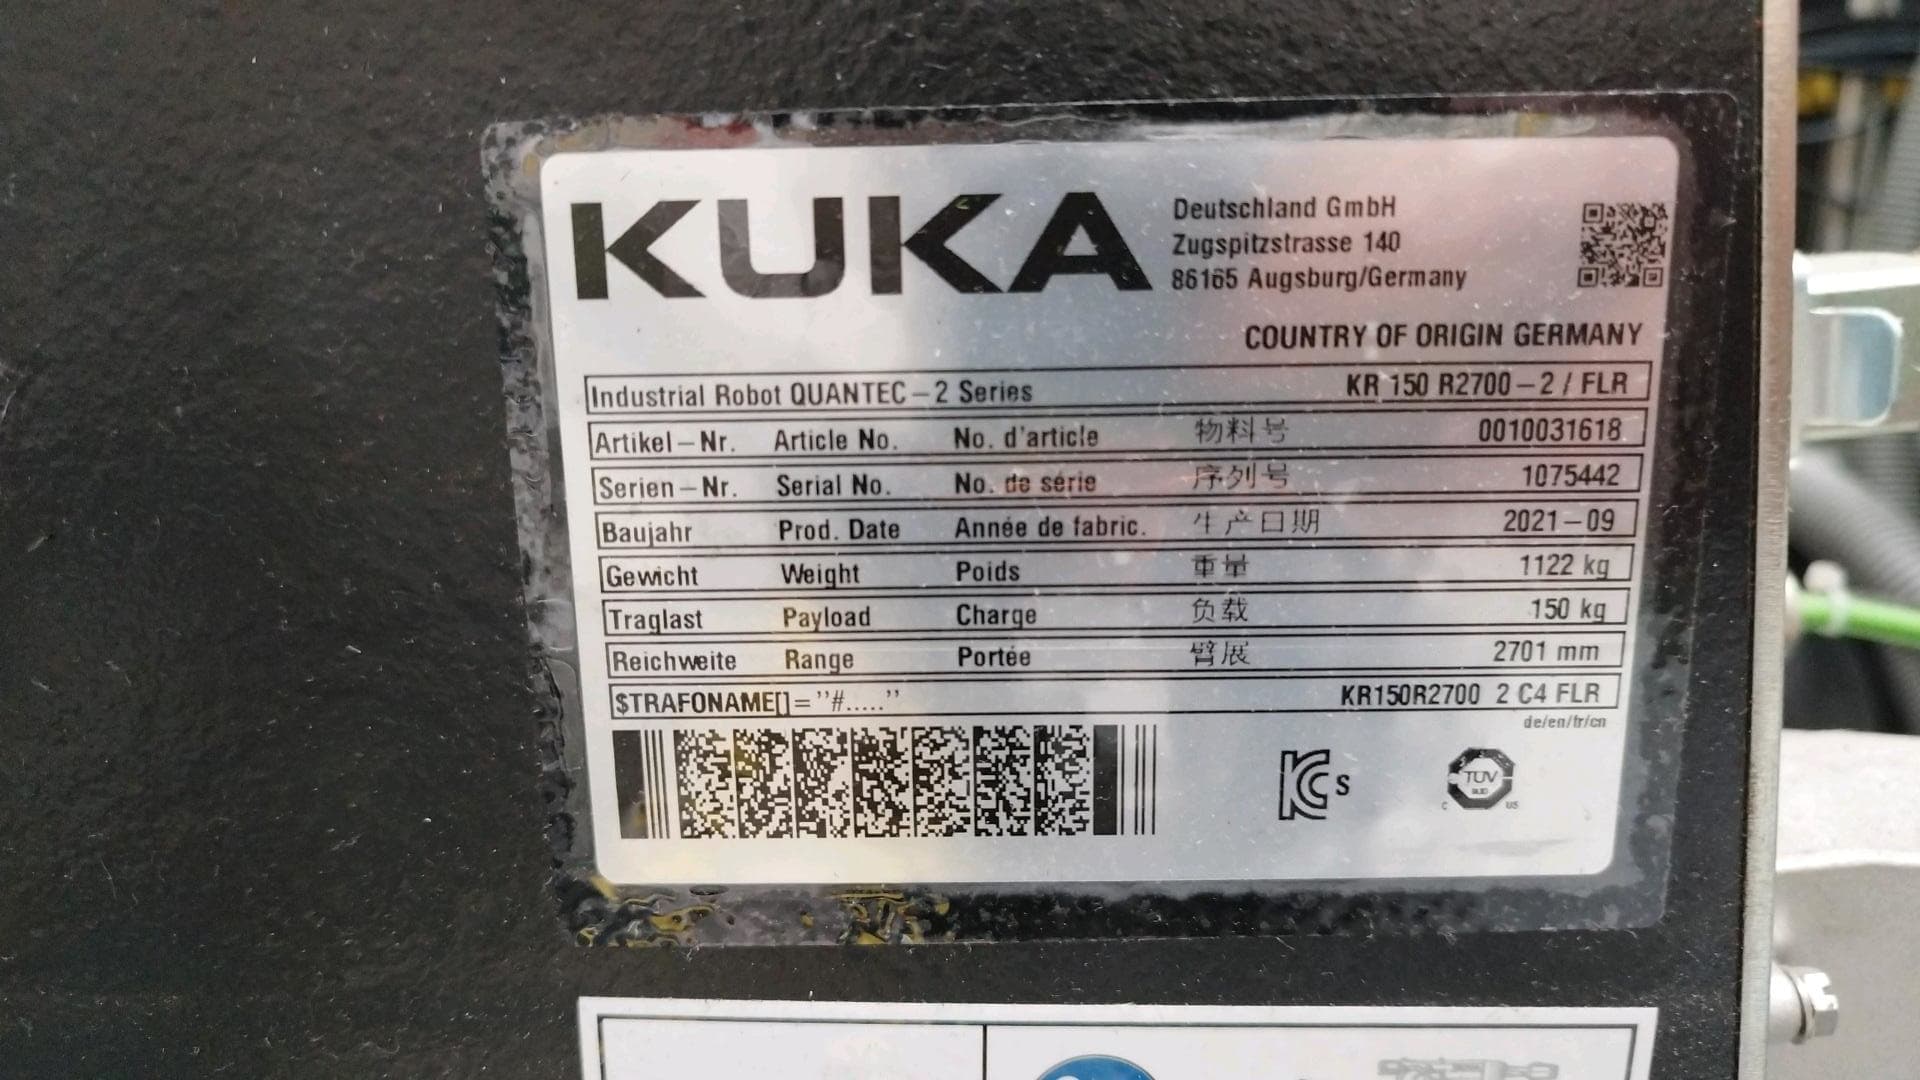 KUKA
Deutschland GmbH
Zugspitzstrasse 140
86165 Augsburg/Germany
COUNTRY OF ORIGIN GERMANY
Industrial Robot QUANTEC-2 Series KR 150 R2700-2 / FLR
Artikel-Nr. Article No. No. d'article 物料号 0010031618
Serien-Nr. Serial No. No. de série 序列号 1075442
Baujahr Prod. Date Année de fabric. 生产日期 2021-09
Gewicht Weight Poids 重量 1122 kg
Traglast Payload Charge 负载 150 kg
Reichweite Range Portée 臂展 2701 mm
$TRAFONAME[]="#....." KR150R2700 2 C4 FLR
de/en/fr/cn
KC s
TÜV
SÜD
C US